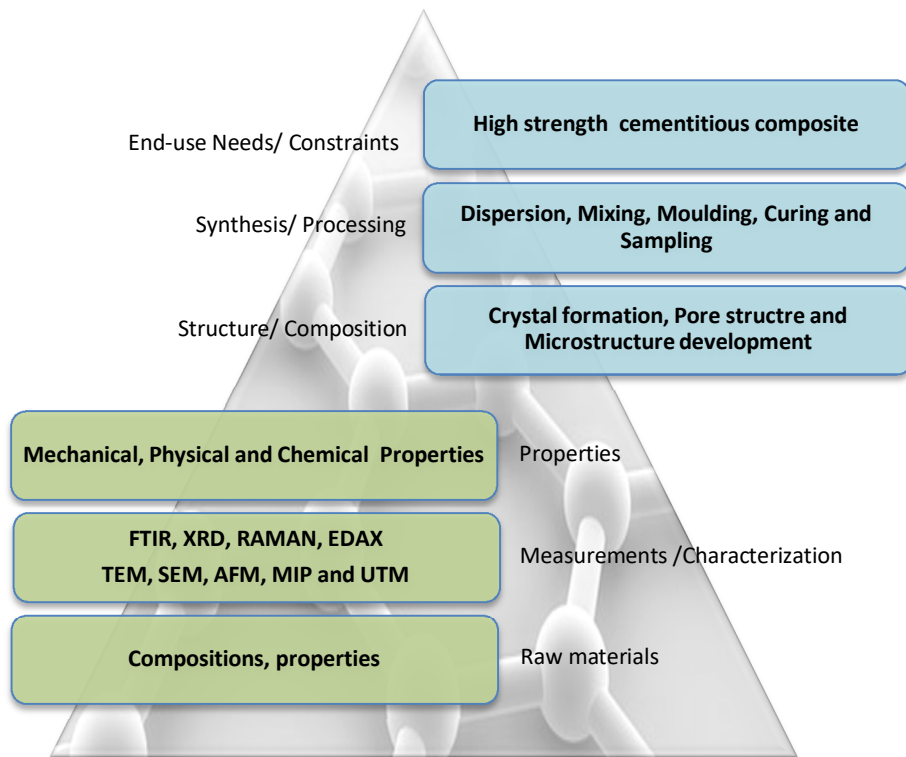 End-use Needs/ Constraints
High strength cementitious composite
Synthesis/ Processing
Dispersion, Mixing, Moulding, Curing and
Sampling
Structure/ Composition
Crystal formation, Pore structre and
Microstructure development
Mechanical, Physical and Chemical Properties
Properties
FTIR, XRD, RAMAN, EDAX
TEM, SEM, AFM, MIP and UTM
Measurements /Characterization
Compositions, properties
Raw materials